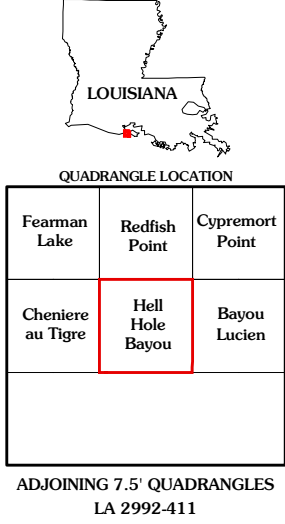 LOUISIANA
QUADRANGLE LOCATION
Fearman
Lake
Redfish
Point
Cypremort
Point
Cheniere
au Tigre
Hell
Hole
Bayou
Bayou
Lucien
ADJOINING 7.5' QUADRANGLES
LA 2992-411